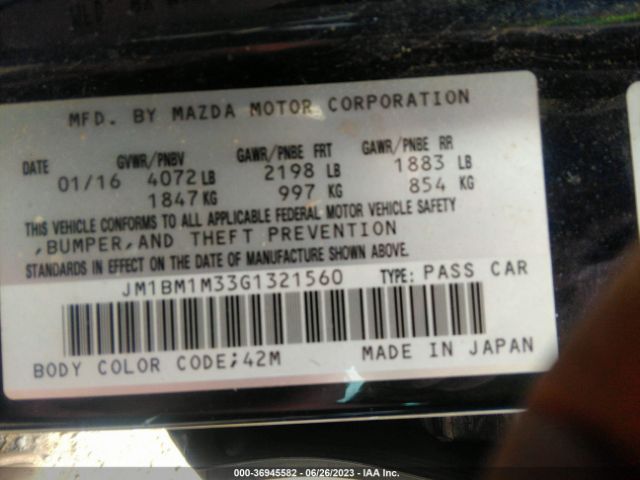 MFD. BY MAZDA MOTOR CORPORATION
DATE GVWR/PNBV GAWR/PNBE FRT GAWR/PNBE RR
01/16 4072 LB 2198 LB 1883 LB
1847 KG 997 KG 854 KG
THIS VEHICLE CONFORMS TO ALL APPLICABLE FEDERAL MOTOR VEHICLE SAFETY
,BUMPER,AND THEFT PREVENTION
STANDARDS IN EFFECT ON THE DATE OF MANUFACTURE SHOWN ABOVE.
JM1BM1M33G1321560 TYPE: PASS CAR
BODY COLOR CODE;42M MADE IN JAPAN
000-36945582 - 06/26/2023 - IAA Inc.